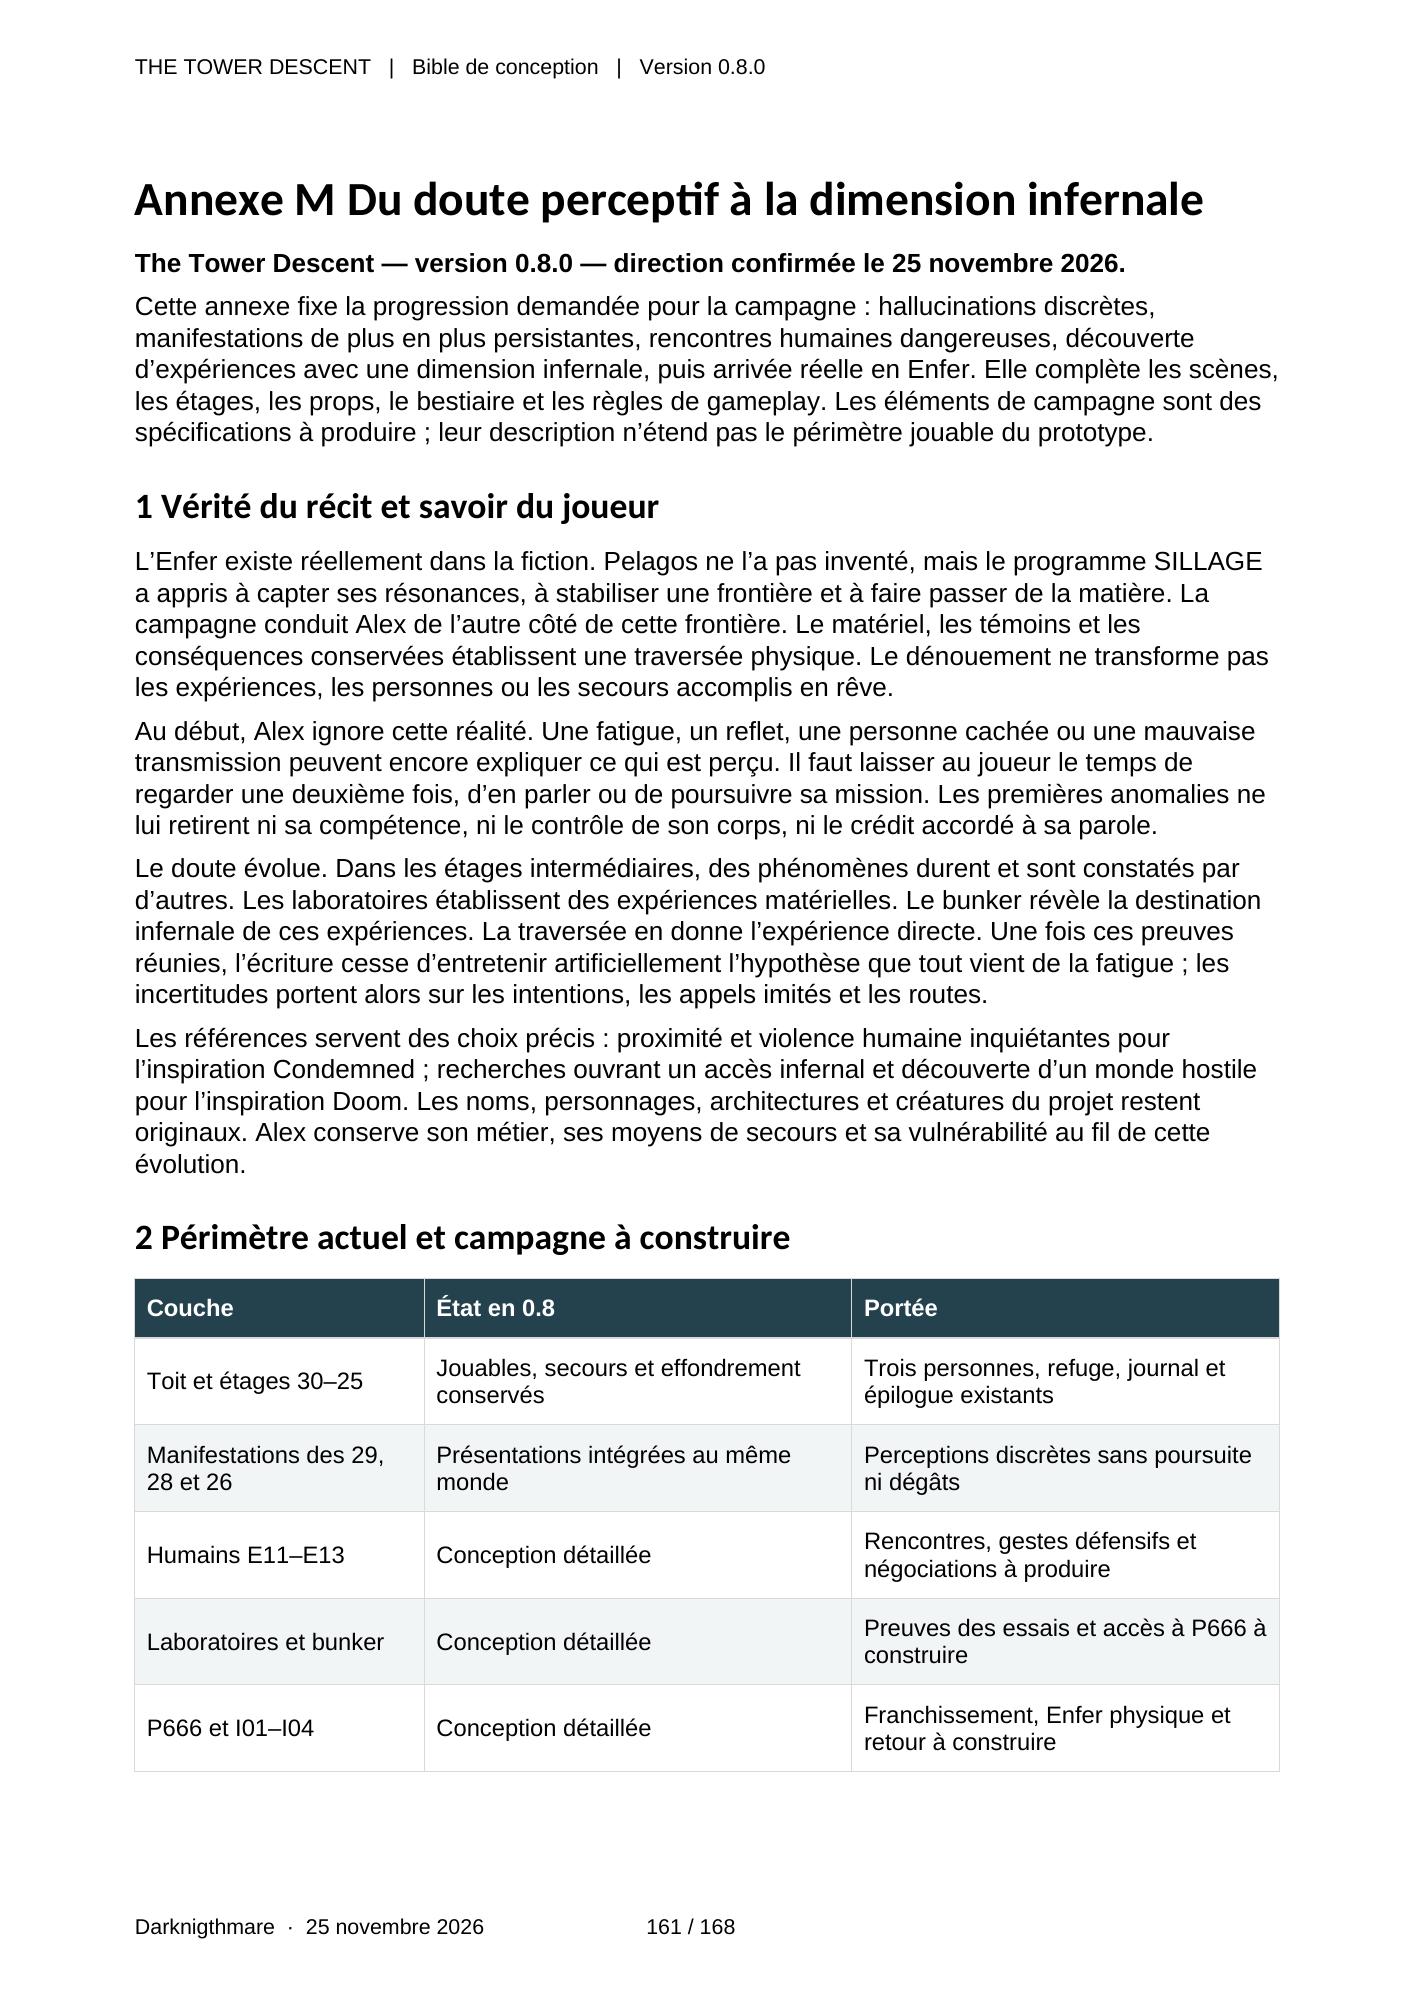 THE TOWER DESCENT | Bible de conception | Version 0.8.0
Annexe M Du doute perceptif à la dimension infernale
The Tower Descent — version 0.8.0 — direction confirmée le 25 novembre 2026.
Cette annexe fixe la progression demandée pour la campagne : hallucinations discrètes,
manifestations de plus en plus persistantes, rencontres humaines dangereuses, découverte
d’expériences avec une dimension infernale, puis arrivée réelle en Enfer. Elle complète les scènes,
les étages, les props, le bestiaire et les règles de gameplay. Les éléments de campagne sont des
spécifications à produire ; leur description n’étend pas le périmètre jouable du prototype.
1 Vérité du récit et savoir du joueur
L’Enfer existe réellement dans la fiction. Pelagos ne l’a pas inventé, mais le programme SILLAGE
a appris à capter ses résonances, à stabiliser une frontière et à faire passer de la matière. La
campagne conduit Alex de l’autre côté de cette frontière. Le matériel, les témoins et les
conséquences conservées établissent une traversée physique. Le dénouement ne transforme pas
les expériences, les personnes ou les secours accomplis en rêve.
Au début, Alex ignore cette réalité. Une fatigue, un reflet, une personne cachée ou une mauvaise
transmission peuvent encore expliquer ce qui est perçu. Il faut laisser au joueur le temps de
regarder une deuxième fois, d’en parler ou de poursuivre sa mission. Les premières anomalies ne
lui retirent ni sa compétence, ni le contrôle de son corps, ni le crédit accordé à sa parole.
Le doute évolue. Dans les étages intermédiaires, des phénomènes durent et sont constatés par
d’autres. Les laboratoires établissent des expériences matérielles. Le bunker révèle la destination
infernale de ces expériences. La traversée en donne l’expérience directe. Une fois ces preuves
réunies, l’écriture cesse d’entretenir artificiellement l’hypothèse que tout vient de la fatigue ; les
incertitudes portent alors sur les intentions, les appels imités et les routes.
Les références servent des choix précis : proximité et violence humaine inquiétantes pour
l’inspiration Condemned ; recherches ouvrant un accès infernal et découverte d’un monde hostile
pour l’inspiration Doom. Les noms, personnages, architectures et créatures du projet restent
originaux. Alex conserve son métier, ses moyens de secours et sa vulnérabilité au fil de cette
évolution.
2 Périmètre actuel et campagne à construire
Couche État en 0.8 Portée
Toit et étages 30–25 Jouables, secours et effondrement conservés Trois personnes, refuge, journal et épilogue existants
Manifestations des 29, 28 et 26 Présentations intégrées au même monde Perceptions discrètes sans poursuite ni dégâts
Humains E11–E13 Conception détaillée Rencontres, gestes défensifs et négociations à produire
Laboratoires et bunker Conception détaillée Preuves des essais et accès à P666 à construire
P666 et I01–I04 Conception détaillée Franchissement, Enfer physique et retour à construire
Darknigthmare · 25 novembre 2026 161 / 168